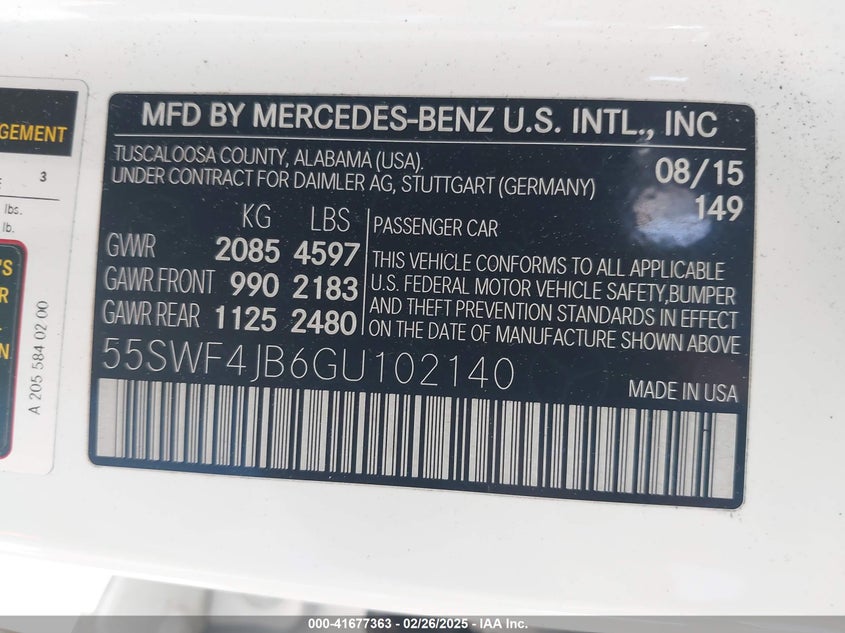 GEMENT
3
lbs.
lb.
'S
R
N
A 205 584 02 00
MFD BY MERCEDES-BENZ U.S. INTL., INC
TUSCALOOSA COUNTY, ALABAMA (USA).
UNDER CONTRACT FOR DAIMLER AG, STUTTGART (GERMANY)
08/15
149
KG LBS
GVWR 2085 4597
GAWR FRONT 990 2183
GAWR REAR 1125 2480
PASSENGER CAR
THIS VEHICLE CONFORMS TO ALL APPLICABLE
U.S. FEDERAL MOTOR VEHICLE SAFETY,BUMPER
AND THEFT PREVENTION STANDARDS IN EFFECT
ON THE DATE OF MANUFACTURE SHOWN ABOVE
55SWF4JB6GU102140
MADE IN USA
000-41677363 - 02/26/2025 - IAA Inc.